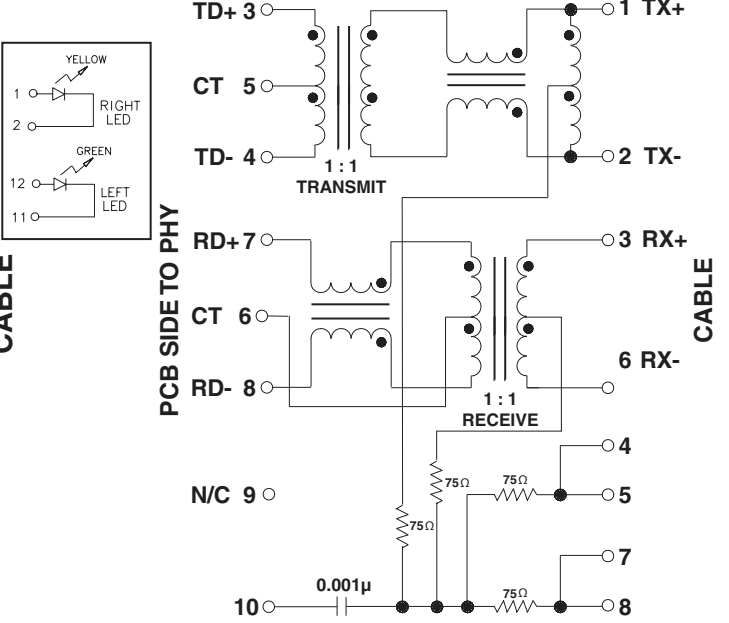 TD+ 3
1 TX+
YELLOW
1
2
RIGHT
LED
GREEN
12
11
LEFT
LED
CT 5
TD- 4
1 : 1
TRANSMIT
2 TX-
CABLE
PCB SIDE TO PHY
RD+ 7
3 RX+
CT 6
CABLE
RD- 8
6 RX-
1 : 1
RECEIVE
4
75Ω
75Ω
N/C 9
5
75Ω
7
0.001µ
75Ω
10
8